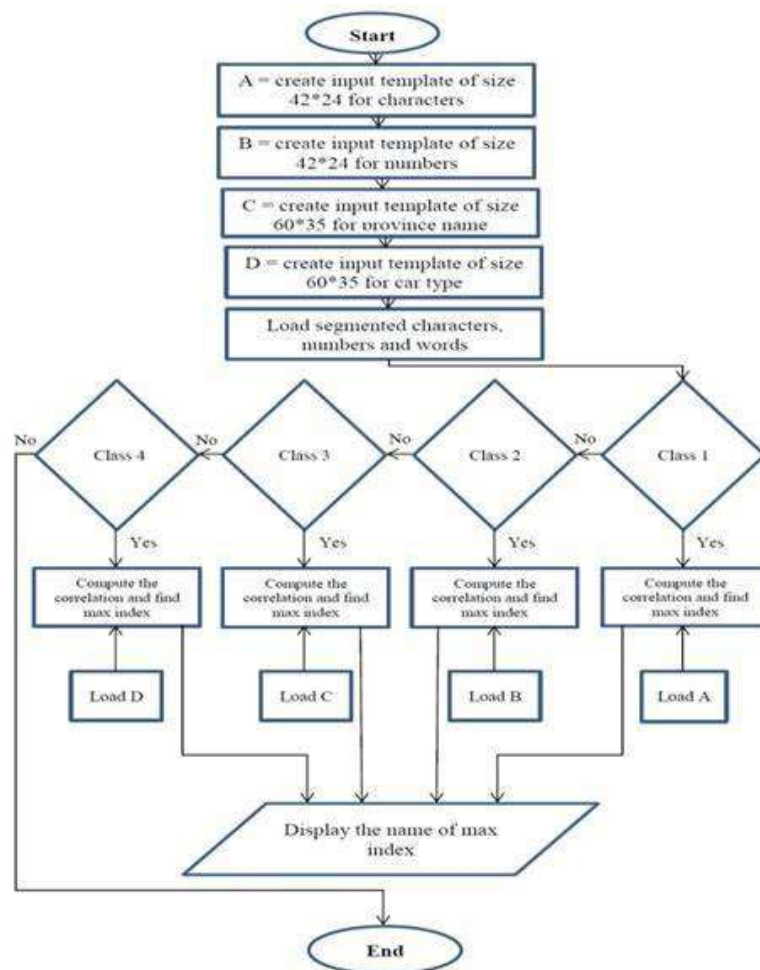 Start
A = create input template of size
42*24 for characters
B = create input template of size
42*24 for numbers
C = create input template of size
60*35 for province name
D = create input template of size
60*35 for car type
Load segmented characters,
numbers and words
No
Class 4
No
Class 3
No
Class 2
No
Class 1
Yes
Yes
Yes
Yes
Compute the
correlation and find
max index
Compute the
correlation and find
max index
Compute the
correlation and find
max index
Compute the
correlation and find
max index
Load D
Load C
Load B
Load A
Display the name of max
index
End